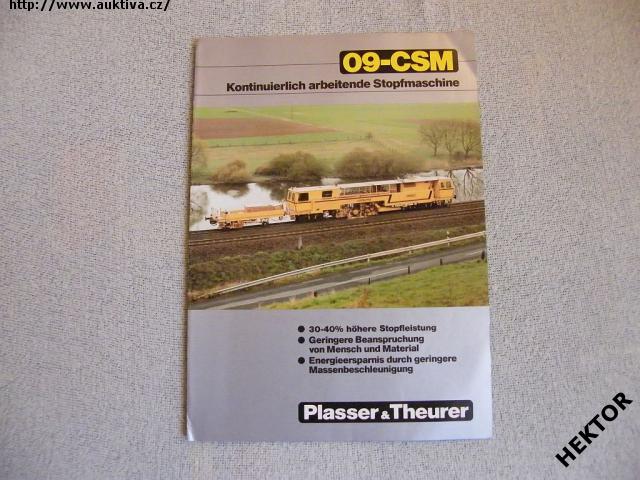 http://www.auktiva.cz/
09-CSM
Kontinuierlich arbeitende Stopfmaschine
● 30-40% höhere Stopfleistung
● Geringere Beanspruchung
von Mensch und Material
● Energieersparnis durch geringere
Massenbeschleunigung
Plasser & Theurer
HEKTOR